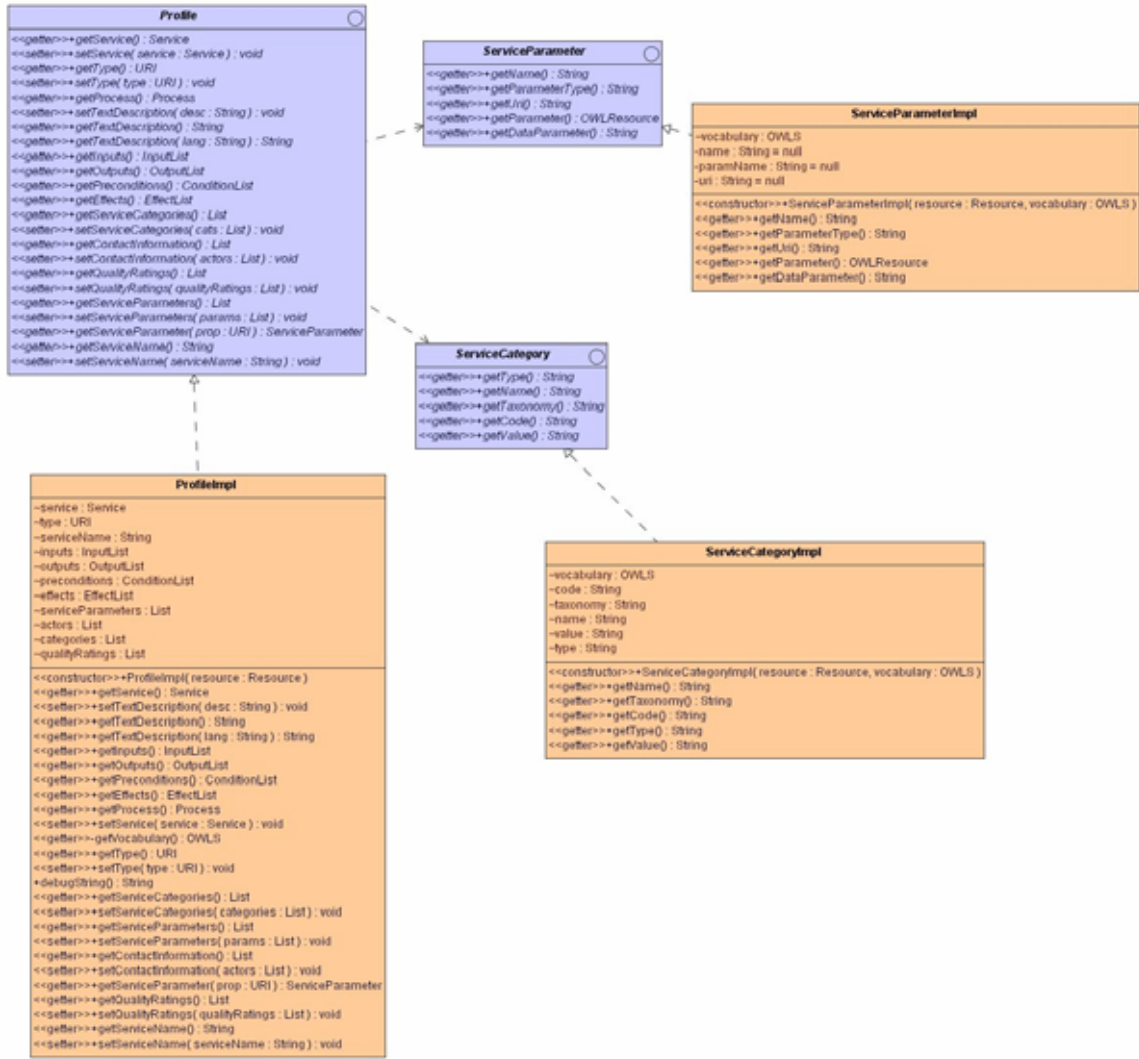 Profile
<<getter>>+getService() : Service
<<setter>>+setService( service : Service ) : void
<<getter>>+getType() : URI
<<setter>>+setType( type : URI ) : void
<<getter>>+getProcess() : Process
<<setter>>+setTextDescription( desc : String ) : void
<<getter>>+getTextDescription() : String
<<getter>>+getTextDescription( lang : String ) : String
<<getter>>+getInputs() : InputList
<<getter>>+getOutputs() : OutputList
<<getter>>+getPreconditions() : ConditionList
<<getter>>+getEffects() : EffectList
<<getter>>+getServiceCategories() : List
<<setter>>+setServiceCategories( cats : List ) : void
<<getter>>+getContactInformation() : List
<<setter>>+setContactInformation( actors : List ) : void
<<getter>>+getQualityRatings() : List
<<setter>>+setQualityRatings( qualityRatings : List ) : void
<<getter>>+getServiceParameters() : List
<<setter>>+setServiceParameters( params : List ) : void
<<getter>>+getServiceParameter( prop : URI ) : ServiceParameter
<<getter>>+getServiceName() : String
<<setter>>+setServiceName( serviceName : String ) : void
ServiceParameter
<<getter>>+getName() : String
<<getter>>+getParameterType() : String
<<getter>>+getUri() : String
<<getter>>+getParameter() : OWLResource
<<getter>>+getDataParameter() : String
ServiceParameterImpl
-vocabulary : OWLS
-name : String = null
-paramName : String = null
-uri : String = null
<<constructor>>+ServiceParameterImpl( resource : Resource, vocabulary : OWLS )
<<getter>>+getName() : String
<<getter>>+getParameterType() : String
<<getter>>+getUri() : String
<<getter>>+getParameter() : OWLResource
<<getter>>+getDataParameter() : String
ServiceCategory
<<getter>>+getType() : String
<<getter>>+getName() : String
<<getter>>+getTaxonomy() : String
<<getter>>+getCode() : String
<<getter>>+getValue() : String
ProfileImpl
-service : Service
-type : URI
-serviceName : String
-inputs : InputList
-outputs : OutputList
-preconditions : ConditionList
-effects : EffectList
-serviceParameters : List
-actors : List
-categories : List
-qualityRatings : List
<<constructor>>+ProfileImpl( resource : Resource )
<<getter>>+getService() : Service
<<setter>>+setTextDescription( desc : String ) : void
<<getter>>+getTextDescription() : String
<<getter>>+getTextDescription( lang : String ) : String
<<getter>>+getInputs() : InputList
<<getter>>+getOutputs() : OutputList
<<getter>>+getPreconditions() : ConditionList
<<getter>>+getEffects() : EffectList
<<getter>>+getProcess() : Process
<<setter>>+setService( service : Service ) : void
<<getter>>-getVocabulary() : OWLS
<<getter>>+getType() : URI
<<setter>>+setType( type : URI ) : void
+debugString() : String
<<getter>>+getServiceCategories() : List
<<setter>>+setServiceCategories( categories : List ) : void
<<getter>>+getServiceParameters() : List
<<setter>>+setServiceParameters( params : List ) : void
<<getter>>+getContactInformation() : List
<<setter>>+setContactInformation( actors : List ) : void
<<getter>>+getServiceParameter( prop : URI ) : ServiceParameter
<<getter>>+getQualityRatings() : List
<<setter>>+setQualityRatings( qualityRatings : List ) : void
<<getter>>+getServiceName() : String
<<setter>>+setServiceName( serviceName : String ) : void
ServiceCategoryImpl
-vocabulary : OWLS
-code : String
-taxonomy : String
-name : String
-value : String
-type : String
<<constructor>>+ServiceCategoryImpl( resource : Resource, vocabulary : OWLS )
<<getter>>+getName() : String
<<getter>>+getTaxonomy() : String
<<getter>>+getCode() : String
<<getter>>+getType() : String
<<getter>>+getValue() : String